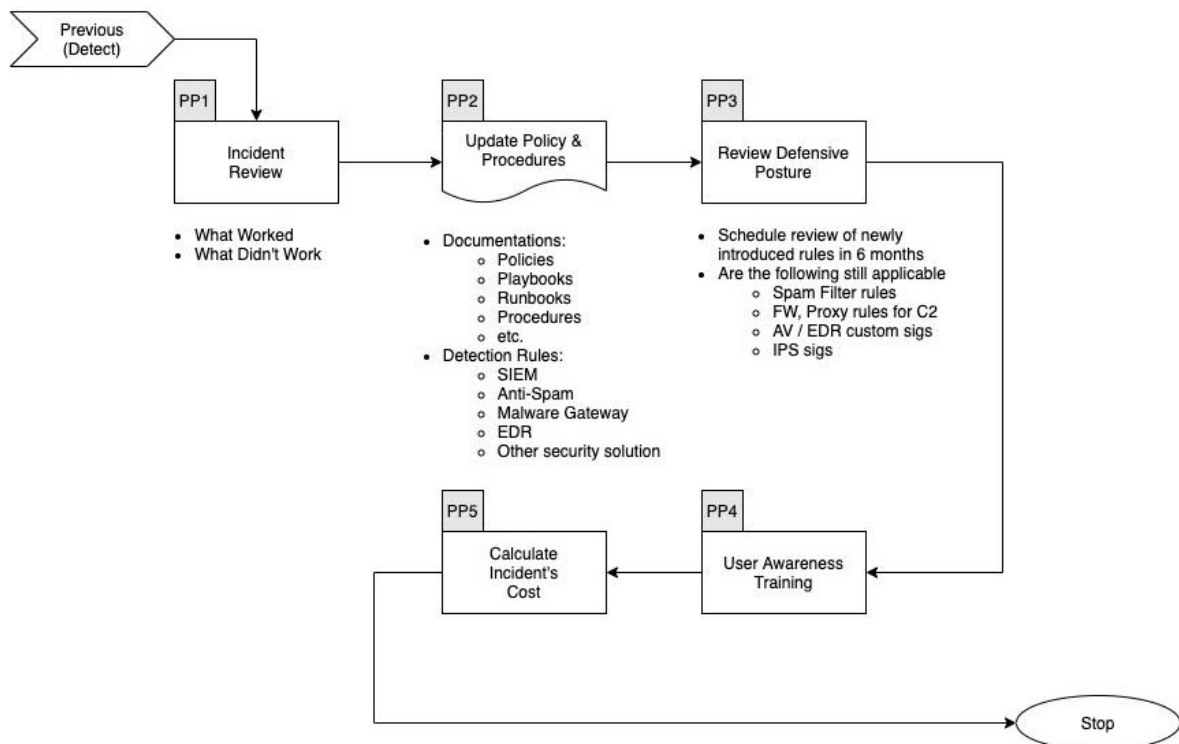 Previous
(Detect)
PP1
Incident
Review
• What Worked
• What Didn't Work
PP2
Update Policy &
Procedures
• Documentations:
○ Policies
○ Playbooks
○ Runbooks
○ Procedures
○ etc.
• Detection Rules:
○ SIEM
○ Anti-Spam
○ Malware Gateway
○ EDR
○ Other security solution
PP3
Review Defensive
Posture
• Schedule review of newly
introduced rules in 6 months
• Are the following still applicable
○ Spam Filter rules
○ FW, Proxy rules for C2
○ AV / EDR custom sigs
○ IPS sigs
PP4
User Awareness
Training
PP5
Calculate
Incident's
Cost
Stop